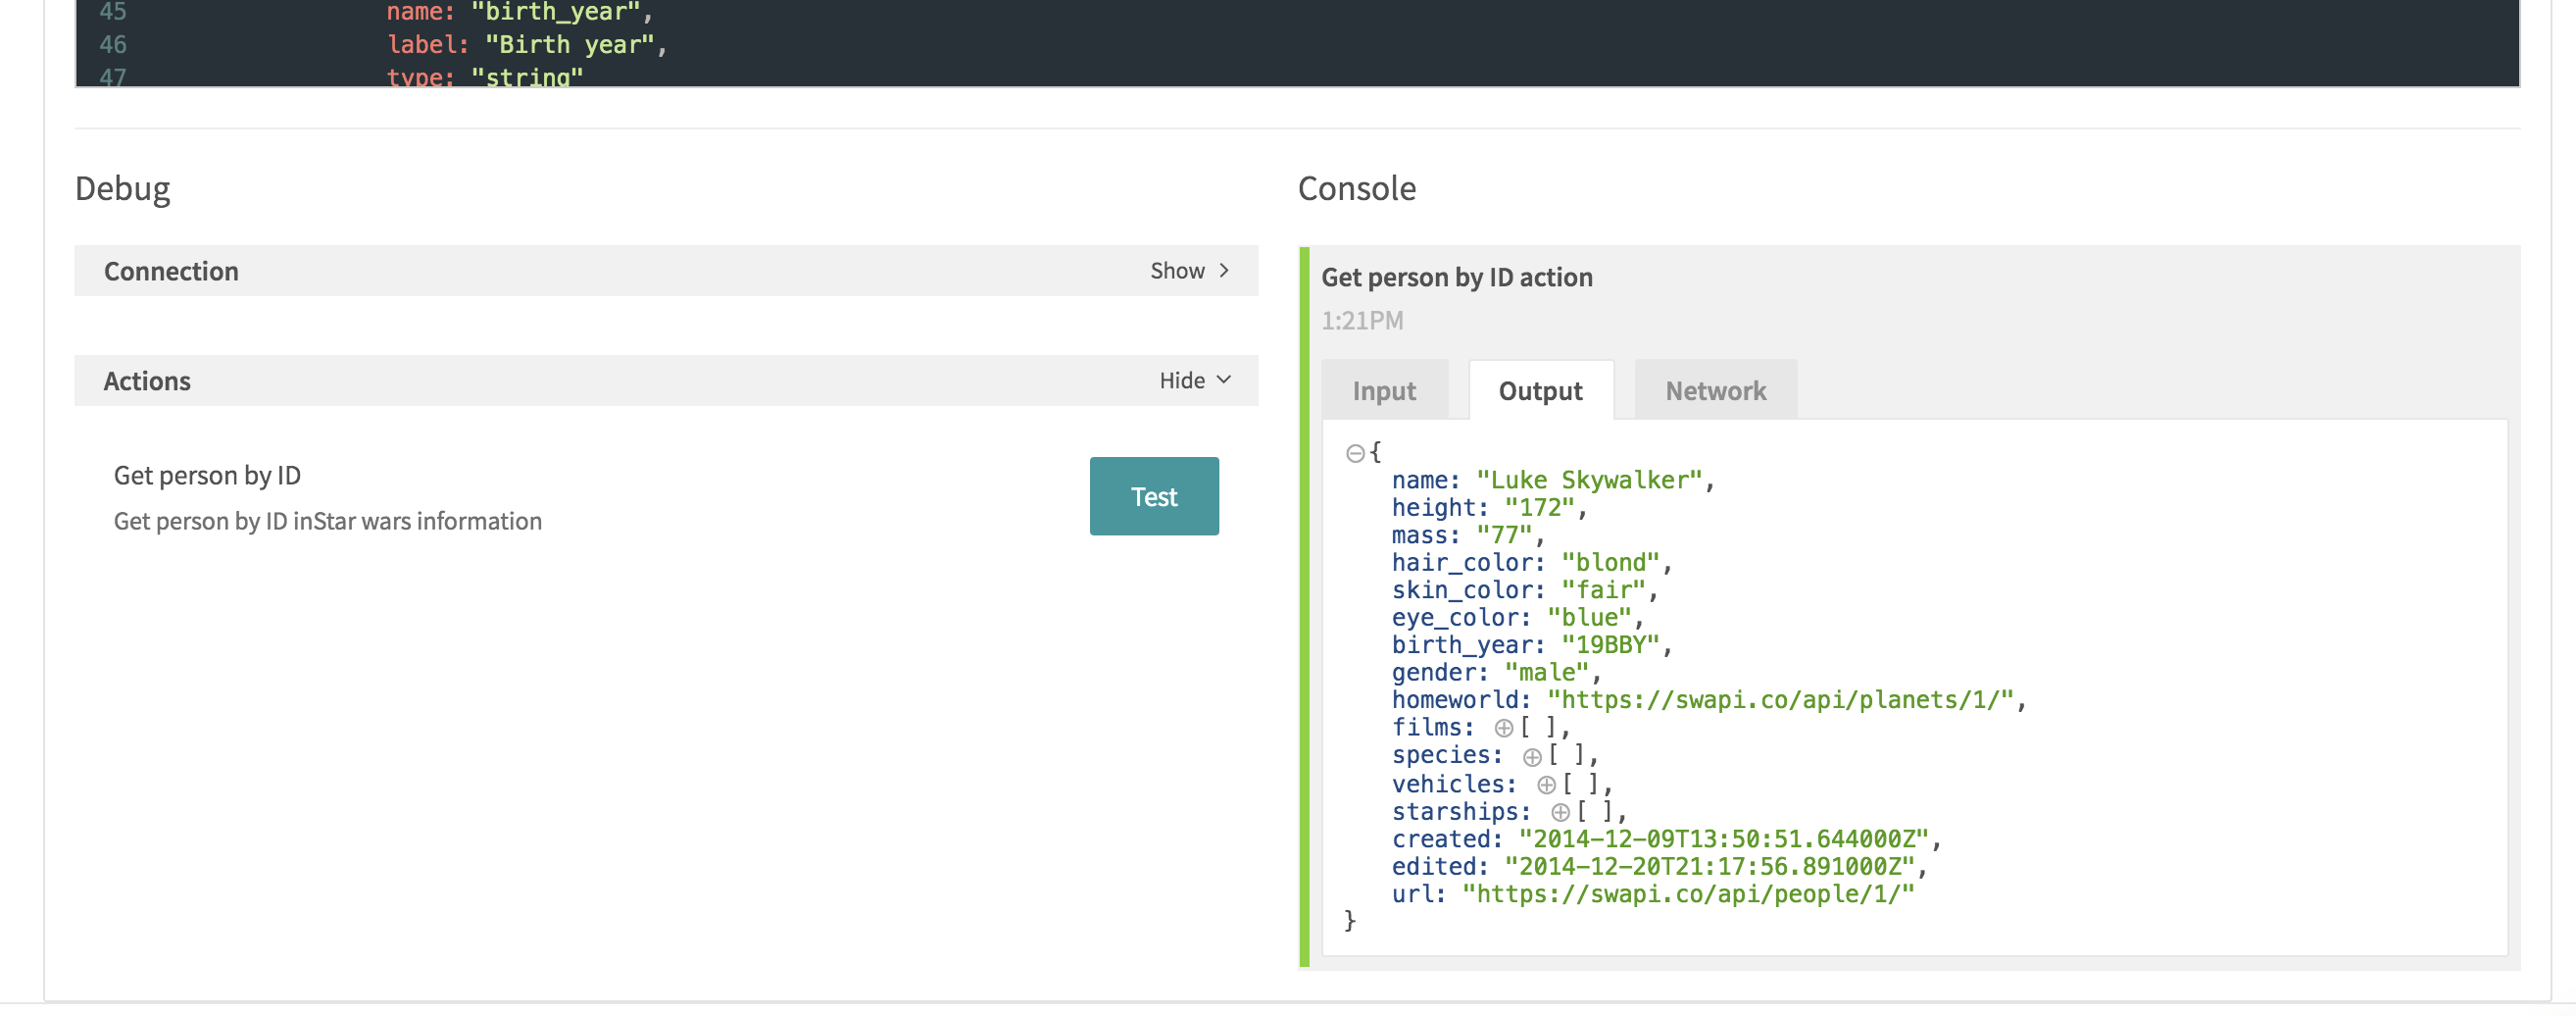 45 name: "birth_year",
46 label: "Birth year",
47 type: "string"
Debug
Connection Show
Actions Hide
Get person by ID
Get person by ID inStar wars information
Test
Console
Get person by ID action
1:21PM
Input Output Network
{
name: "Luke Skywalker",
height: "172",
mass: "77",
hair_color: "blond",
skin_color: "fair",
eye_color: "blue",
birth_year: "19BBY",
gender: "male",
homeworld: "https://swapi.co/api/planets/1/",
films: [ ],
species: [ ],
vehicles: [ ],
starships: [ ],
created: "2014-12-09T13:50:51.644000Z",
edited: "2014-12-20T21:17:56.891000Z",
url: "https://swapi.co/api/people/1/"
}